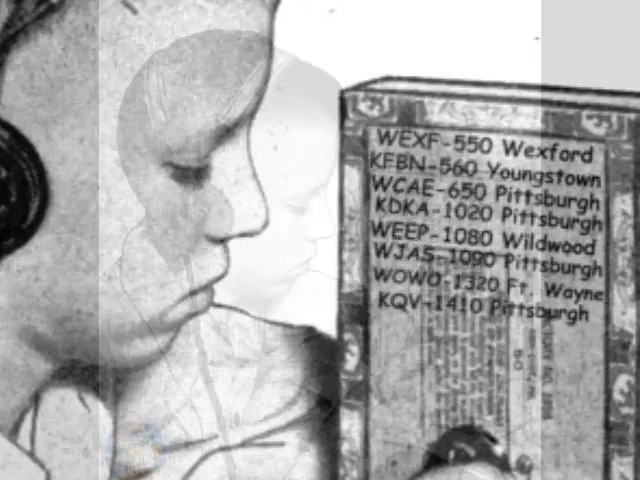 WEXF-550 Wexford
KFBN-560 Youngstown
WCAE-650 Pittsburgh
KDKA-1020 Pittsburgh
WEEP-1080 Wildwood
WJAS-1090 Pittsburgh
WOWO-1320 Ft. Wayne
KQV-1410 Pittsburgh